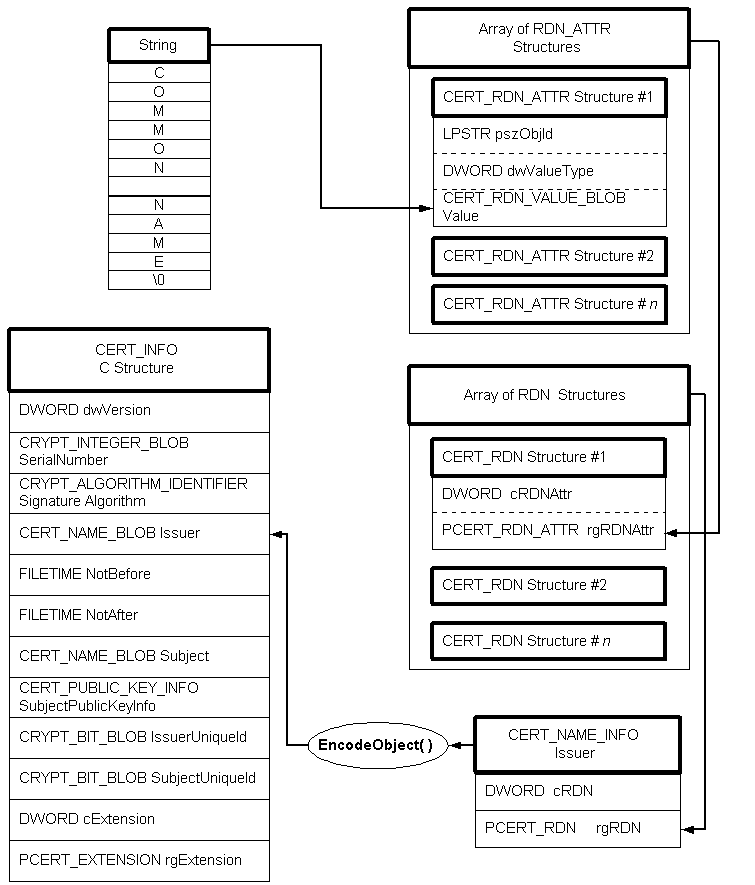 String
C
O
M
M
O
N
N
A
M
E
\0
Array of RDN_ATTR
Structures
CERT_RDN_ATTR Structure #1
LPSTR pszObjId
DWORD dwValueType
CERT_RDN_VALUE_BLOB
Value
CERT_RDN_ATTR Structure #2
CERT_RDN_ATTR Structure # n
CERT_INFO
C Structure
DWORD dwVersion
CRYPT_INTEGER_BLOB
SerialNumber
CRYPT_ALGORITHM_IDENTIFIER
Signature Algorithm
CERT_NAME_BLOB Issuer
FILETIME NotBefore
FILETIME NotAfter
CERT_NAME_BLOB Subject
CERT_PUBLIC_KEY_INFO
SubjectPublicKeyInfo
CRYPT_BIT_BLOB IssuerUniqueId
CRYPT_BIT_BLOB SubjectUniqueId
DWORD cExtension
PCERT_EXTENSION rgExtension
Array of RDN Structures
CERT_RDN Structure #1
DWORD cRDNAttr
PCERT_RDN_ATTR rgRDNAttr
CERT_RDN Structure #2
CERT_RDN Structure # n
EncodeObject( )
CERT_NAME_INFO
Issuer
DWORD cRDN
PCERT_RDN rgRDN